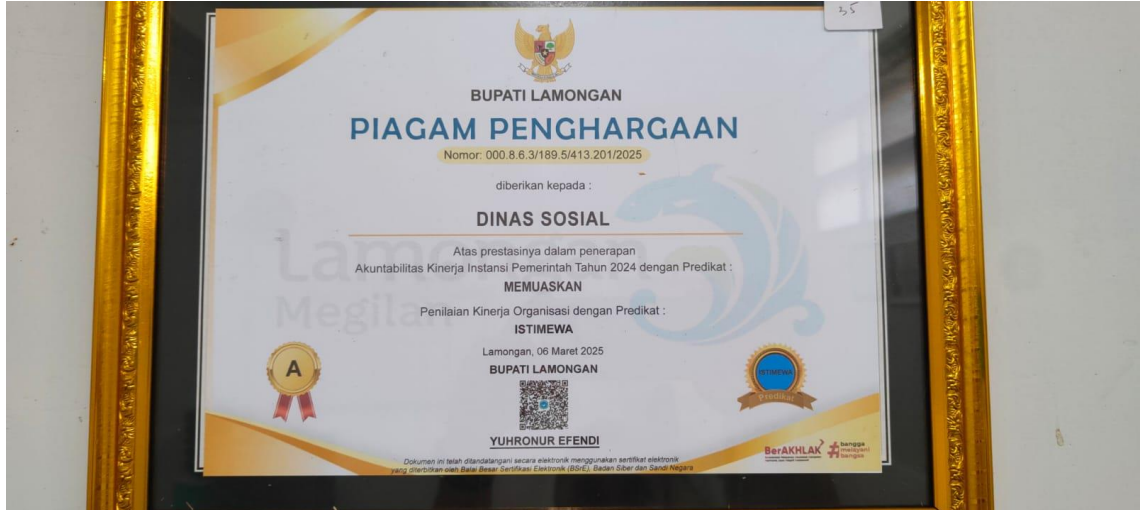 35
BUPATI LAMONGAN
PIAGAM PENGHARGAAN
Nomor: 000.8.6.3/189.5/413.201/2025
diberikan kepada :
DINAS SOSIAL
Atas prestasinya dalam penerapan
Akuntabilitas Kinerja Instansi Pemerintah Tahun 2024 dengan Predikat :
MEMUASKAN
Penilaian Kinerja Organisasi dengan Predikat :
ISTIMEWA
Lamongan, 06 Maret 2025
BUPATI LAMONGAN
YUHRONUR EFENDI
Dokumen ini telah ditandatangani secara elektronik menggunakan sertifikat elektronik
yang diterbitkan oleh Balai Besar Sertifikasi Elektronik (BSrE), Badan Siber dan Sandi Negara
Lamongan
Megilan
A
ISTIMEWA
Predikat
BerAKHLAK
#bangga
melayani
bangsa